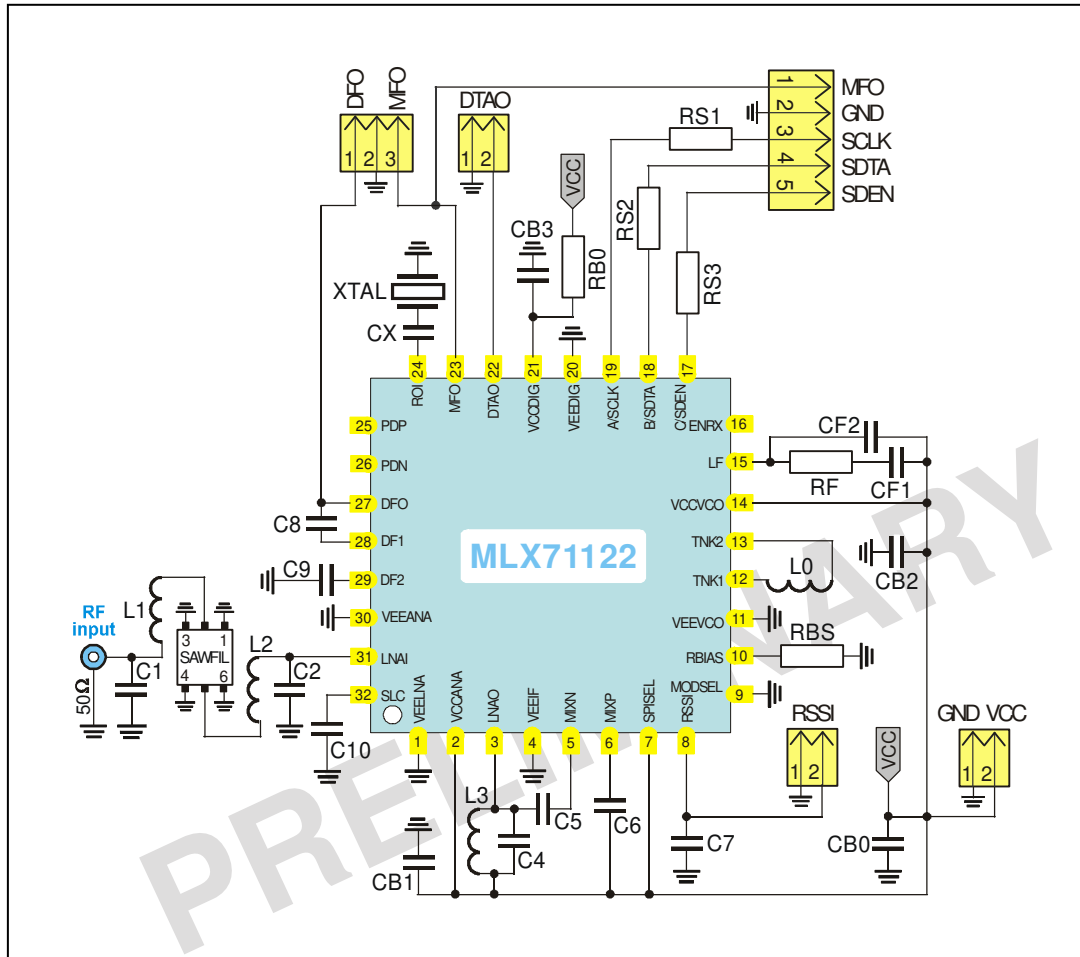 DFO MFO DTAO
1 2 3
1 2
1 MFO
2 GND
3 SCLK
4 SDTA
5 SDEN
RS1
RS2
RS3
VCC
CB3
RB0
XTAL
CX
24 23 22 21 20 19 18 17
ROI MFO DTAO VCCDIG VEEDIG A/SCLK B/SDTA C/SDEN
25 PDP
26 PDN
27 DFO
28 DF1
29 DF2
30 VEEANA
31 LNAI
32 SLC
ENRX 16
LF 15
VCCVCO 14
TNK2 13
TNK1 12
VEEVCO 11
RBIAS 10
MODSEL 9
MLX71122
CF2
RF CF1
CB2
L0
RBS
C8
C9
L1
RF
input
50Ω
C1
3 1
SAWFIL
4 6
L2
C2
C10
VEELNA VCCANA LNAO VEEIF MIXN MIXP SPISEL RSSI
1 2 3 4 5 6 7 8
L3
C4
C5
C6
C7
CB1
RSSI
1 2
VCC
GND VCC
1 2
CB0
PRELIMINARY